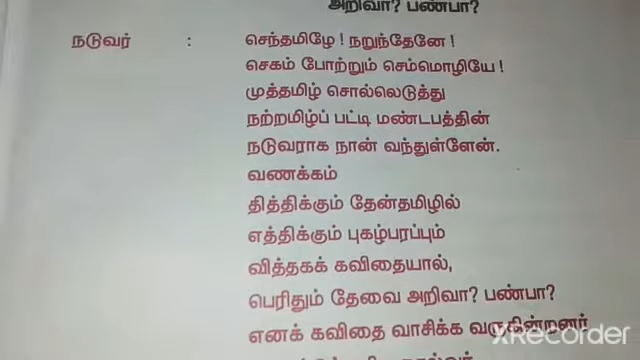 அறிவா? பண்பா?
நடுவர் : செந்தமிழே ! நறுந்தேனே !
செகம் போற்றும் செம்மொழியே !
முத்தமிழ் சொல்லெடுத்து
நற்றமிழ்ப் பட்டி மண்டபத்தின்
நடுவராக நான் வந்துள்ளேன்.
வணக்கம்
தித்திக்கும் தேன்தமிழில்
எத்திக்கும் புகழ்பரப்பும்
வித்தகக் கவிதையால்,
பெரிதும் தேவை அறிவா? பண்பா?
எனக் கவிதை வாசிக்க வருகின்றனர்
XRecorder